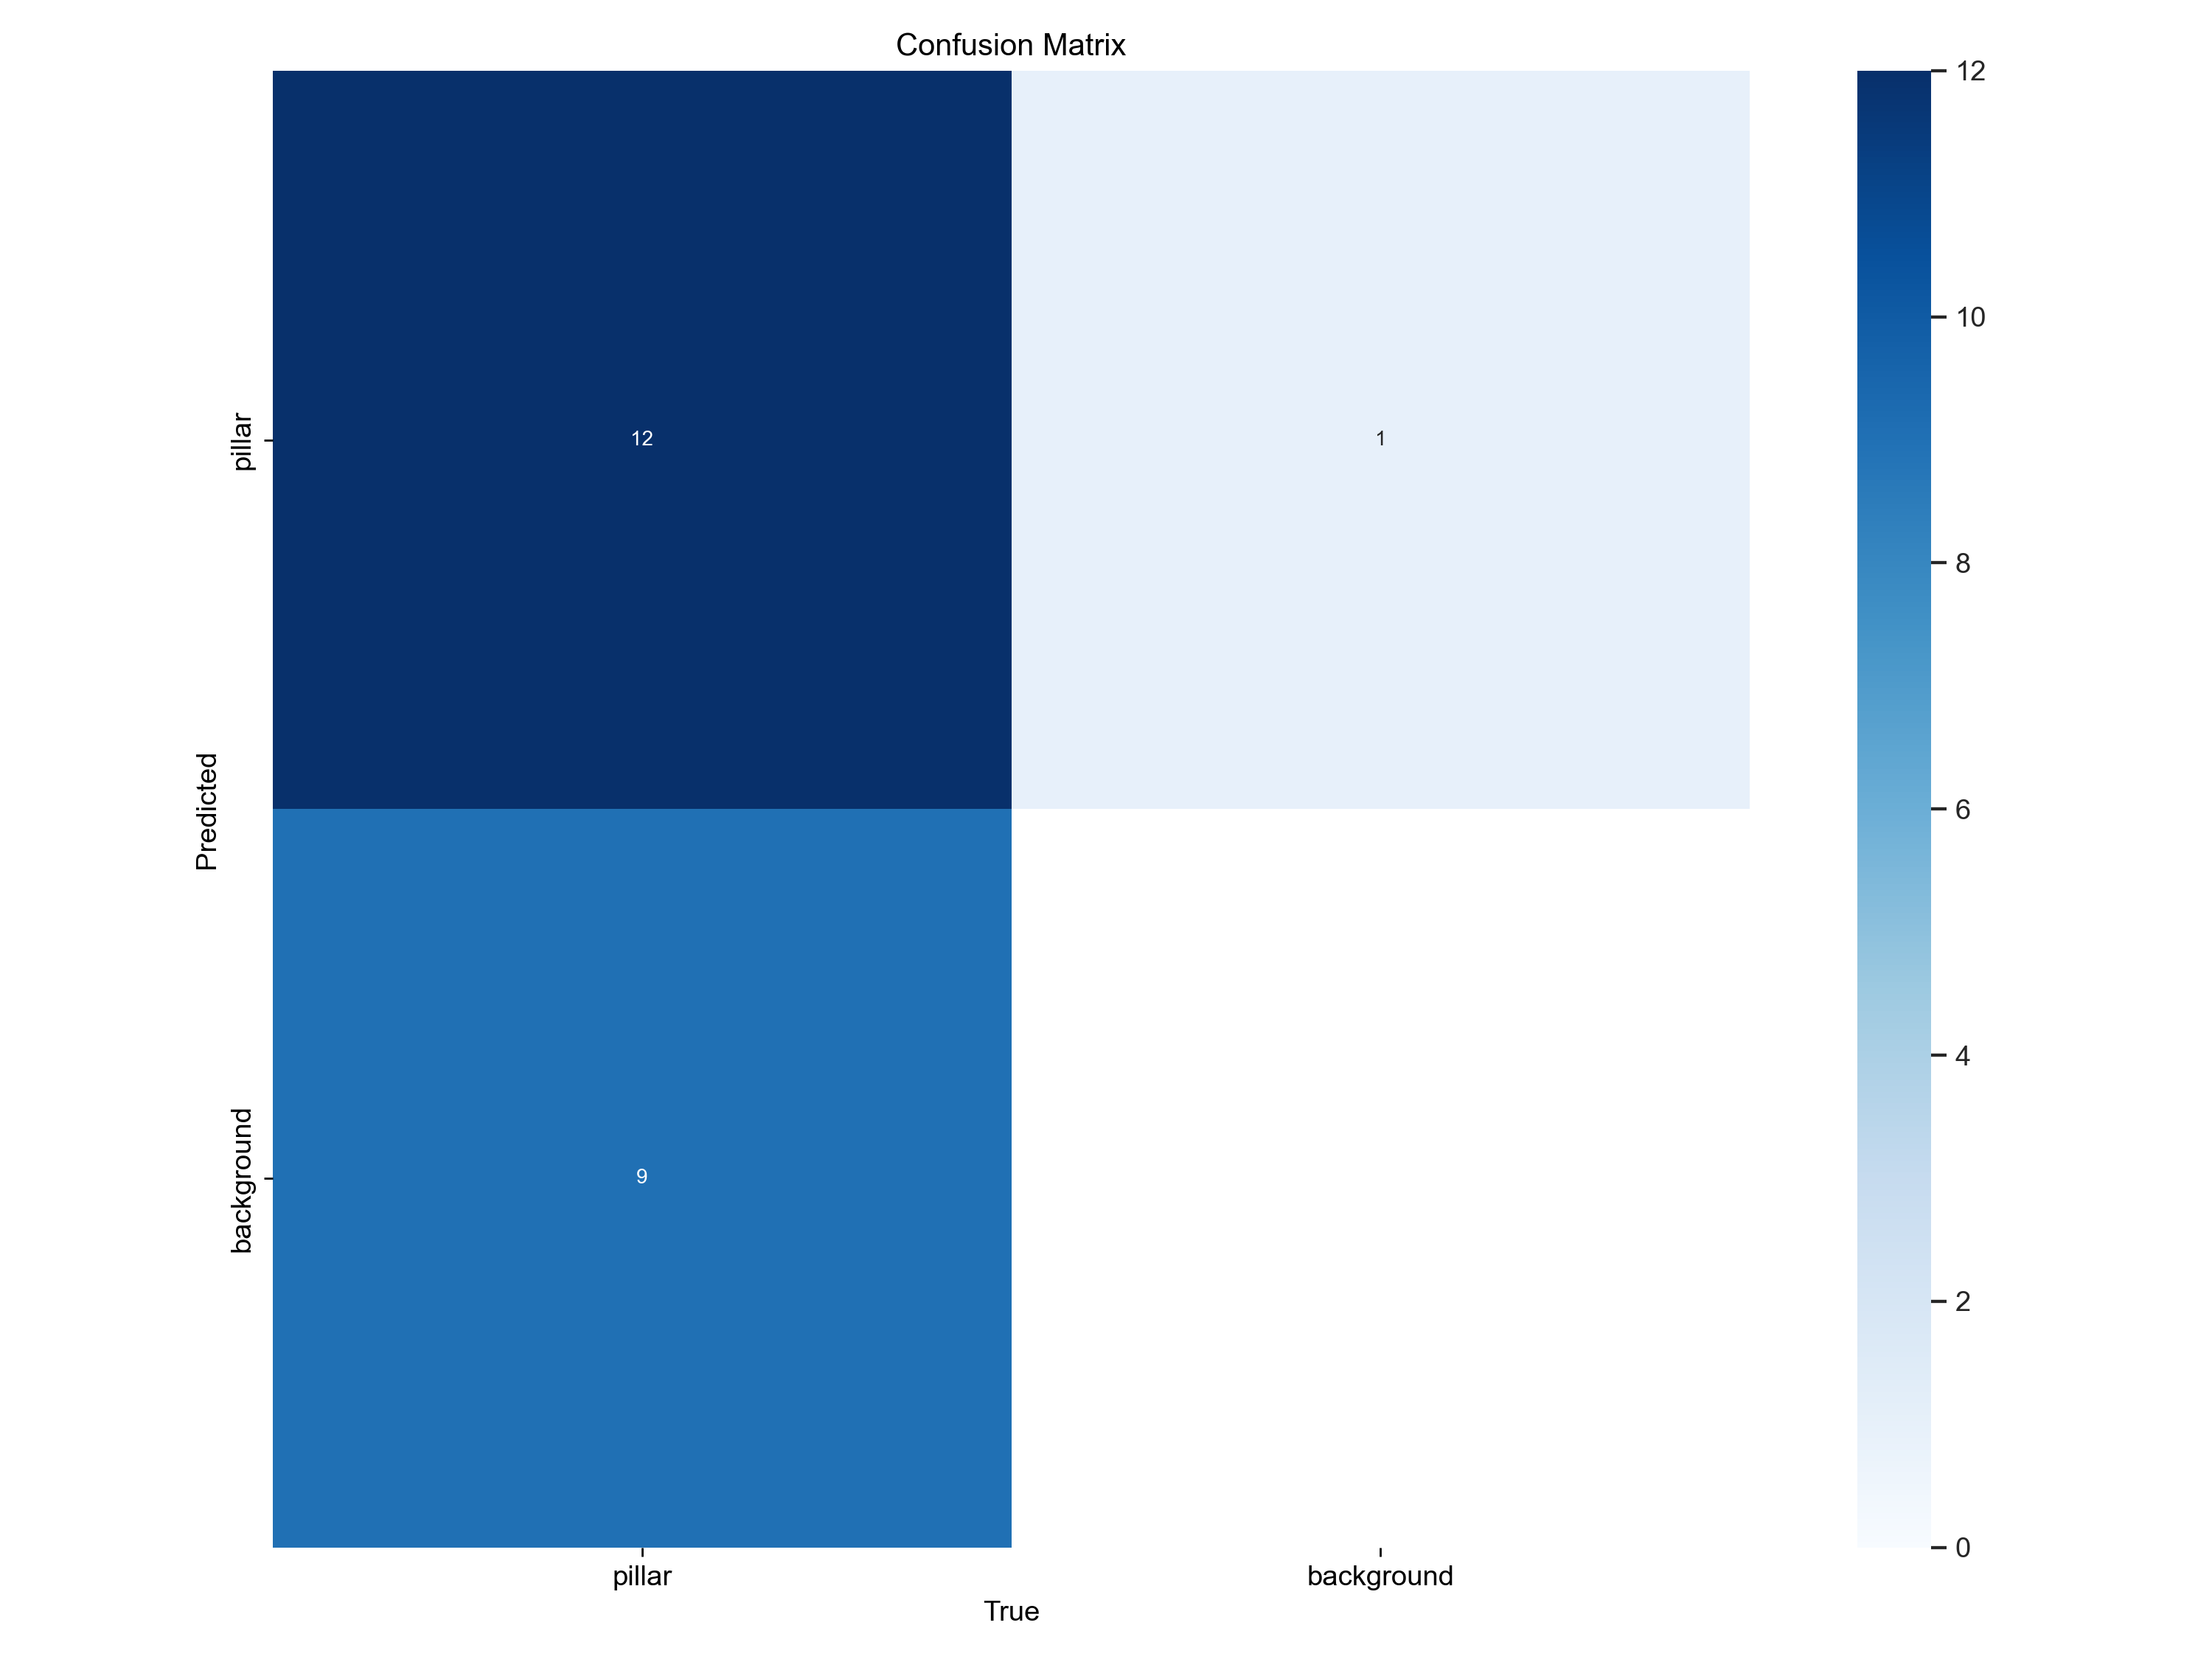 Confusion Matrix
12
1
9
pillar
background
Predicted
pillar
background
True
12
10
8
6
4
2
0